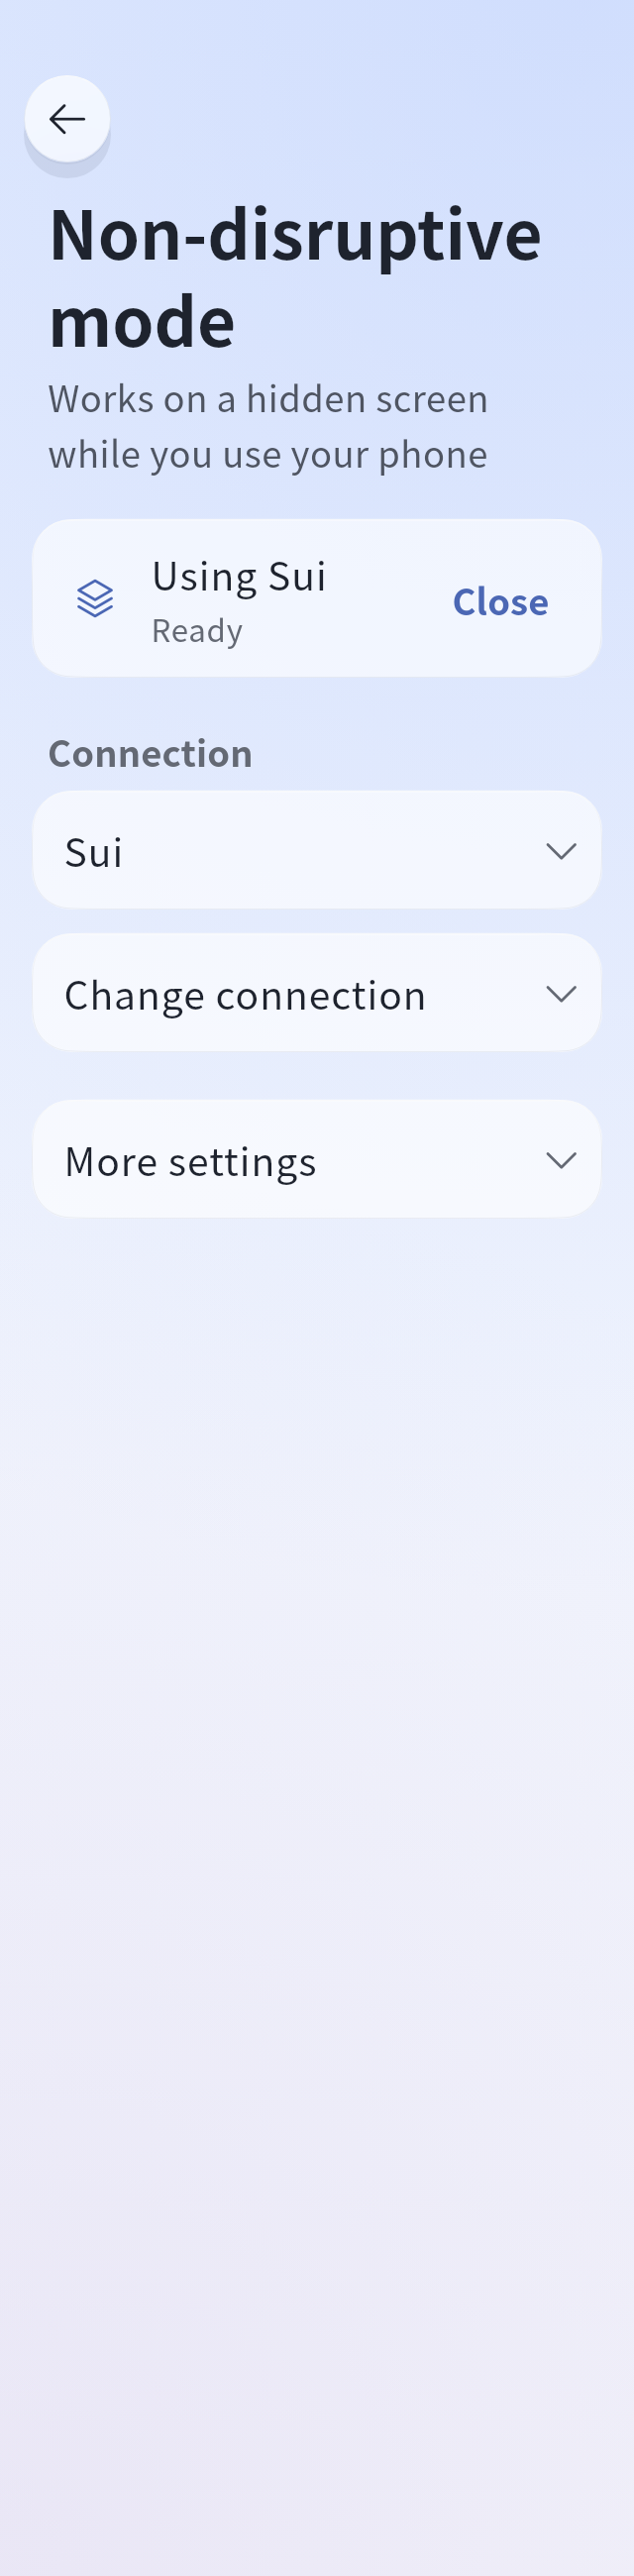 Non-disruptive
mode
Works on a hidden screen
while you use your phone
Using Sui
Ready
Close
Connection
Sui
Change connection
More settings